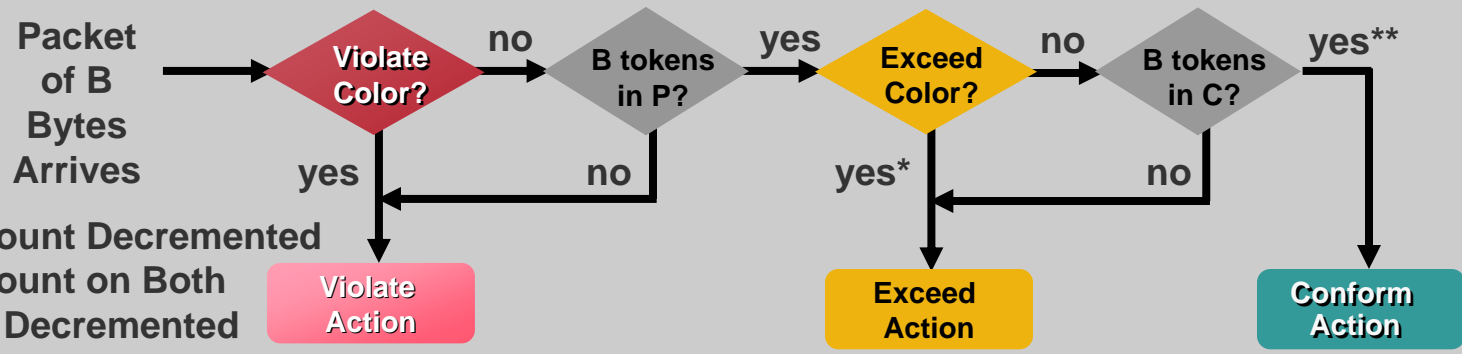 Packet
of B
Bytes
Arrives
Violate
Color?
no
B tokens
in P?
yes
Exceed
Color?
no
B tokens
in C?
yes**
yes
no
yes*
no
ount Decremented
ount on Both
Decremented
Violate
Action
Exceed
Action
Conform
Action